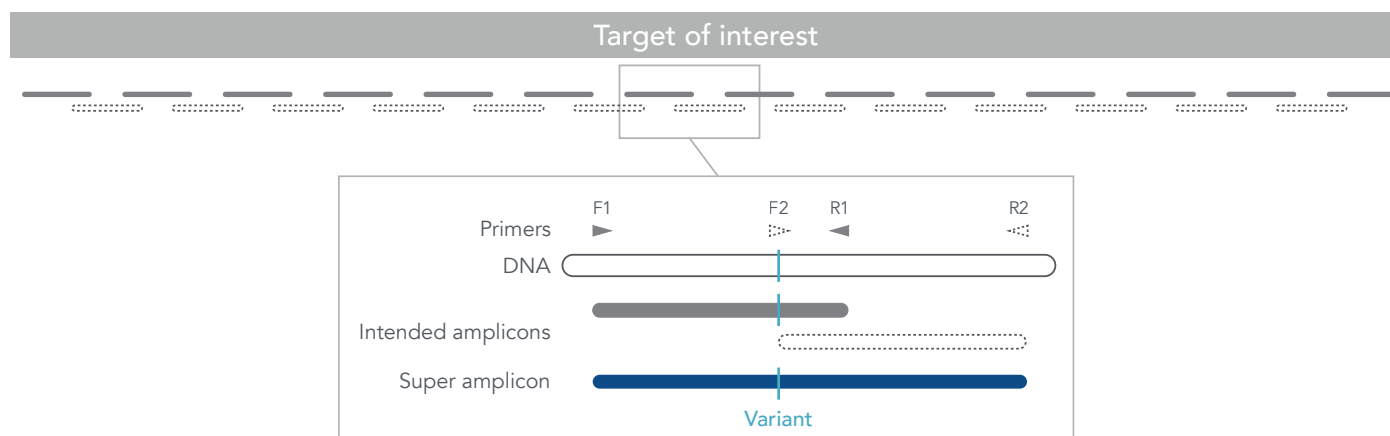 Target of interest
F1 F2 R1 R2
Primers
DNA
Intended amplicons
Super amplicon
Variant